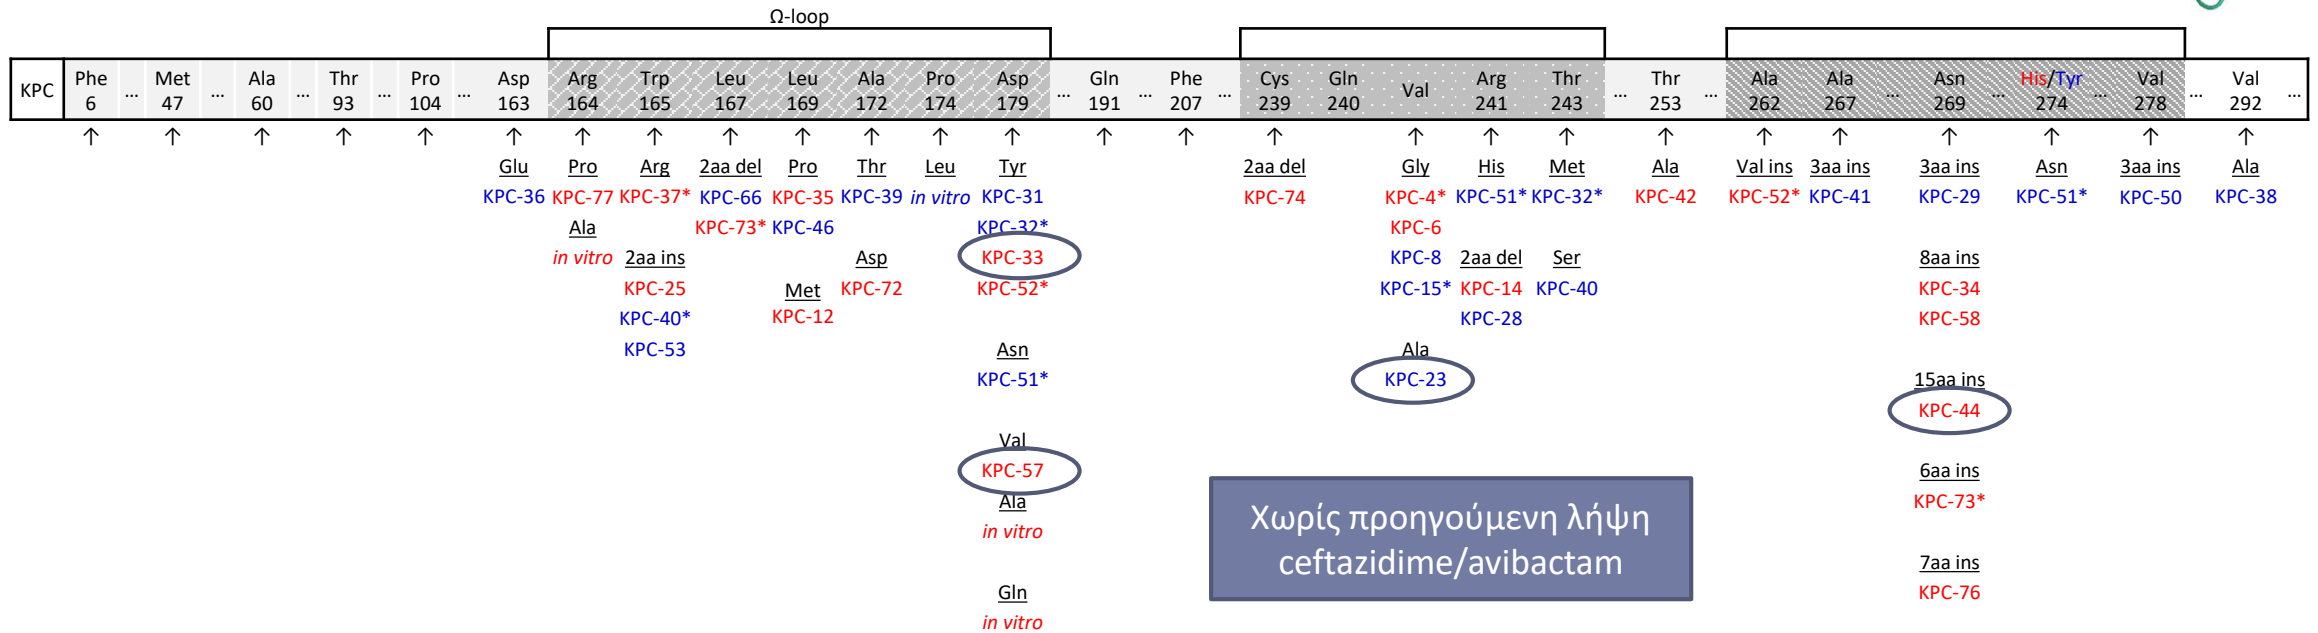 Ω-loop
KPC Phe 6 ... Met 47 ... Ala 60 ... Thr 93 ... Pro 104 ... Asp 163 Arg 164 Trp 165 Leu 167 Leu 169 Ala 172 Pro 174 Asp 179 ... Gln 191 ... Phe 207 ... Cys 239 Gln 240 Val Arg 241 Thr 243 ... Thr 253 ... Ala 262 Ala 267 ... Asn 269 ... His/Tyr 274 ... Val 278 ... Val 292 ...
↑ ↑ ↑ ↑ ↑ ↑ ↑ ↑ ↑ ↑ ↑ ↑ ↑ ↑ ↑ ↑ ↑ ↑ ↑ ↑ ↑ ↑ ↑ ↑ ↑ ↑
Glu Pro Arg 2aa del Pro Thr Leu Tyr 2aa del Gly His Met Ala Val ins 3aa ins 3aa ins Asn 3aa ins Ala
KPC-36 KPC-77 KPC-37* KPC-66 KPC-35 KPC-39 in vitro KPC-31 KPC-74 KPC-4* KPC-51* KPC-32* KPC-42 KPC-52* KPC-41 KPC-29 KPC-51* KPC-50 KPC-38
Ala KPC-73* KPC-46 KPC-32* KPC-6
in vitro 2aa ins Asp KPC-33 KPC-8 2aa del Ser 8aa ins
KPC-25 Met KPC-72 KPC-52* KPC-15* KPC-14 KPC-40 KPC-34
KPC-40* KPC-12 KPC-28 KPC-58
KPC-53 Asn Ala
KPC-51* KPC-23 15aa ins
KPC-44
Val
KPC-57 6aa ins
Ala KPC-73*
in vitro
7aa ins
Gln KPC-76
in vitro
Χωρίς προηγούμενη λήψη
ceftazidime/avibactam